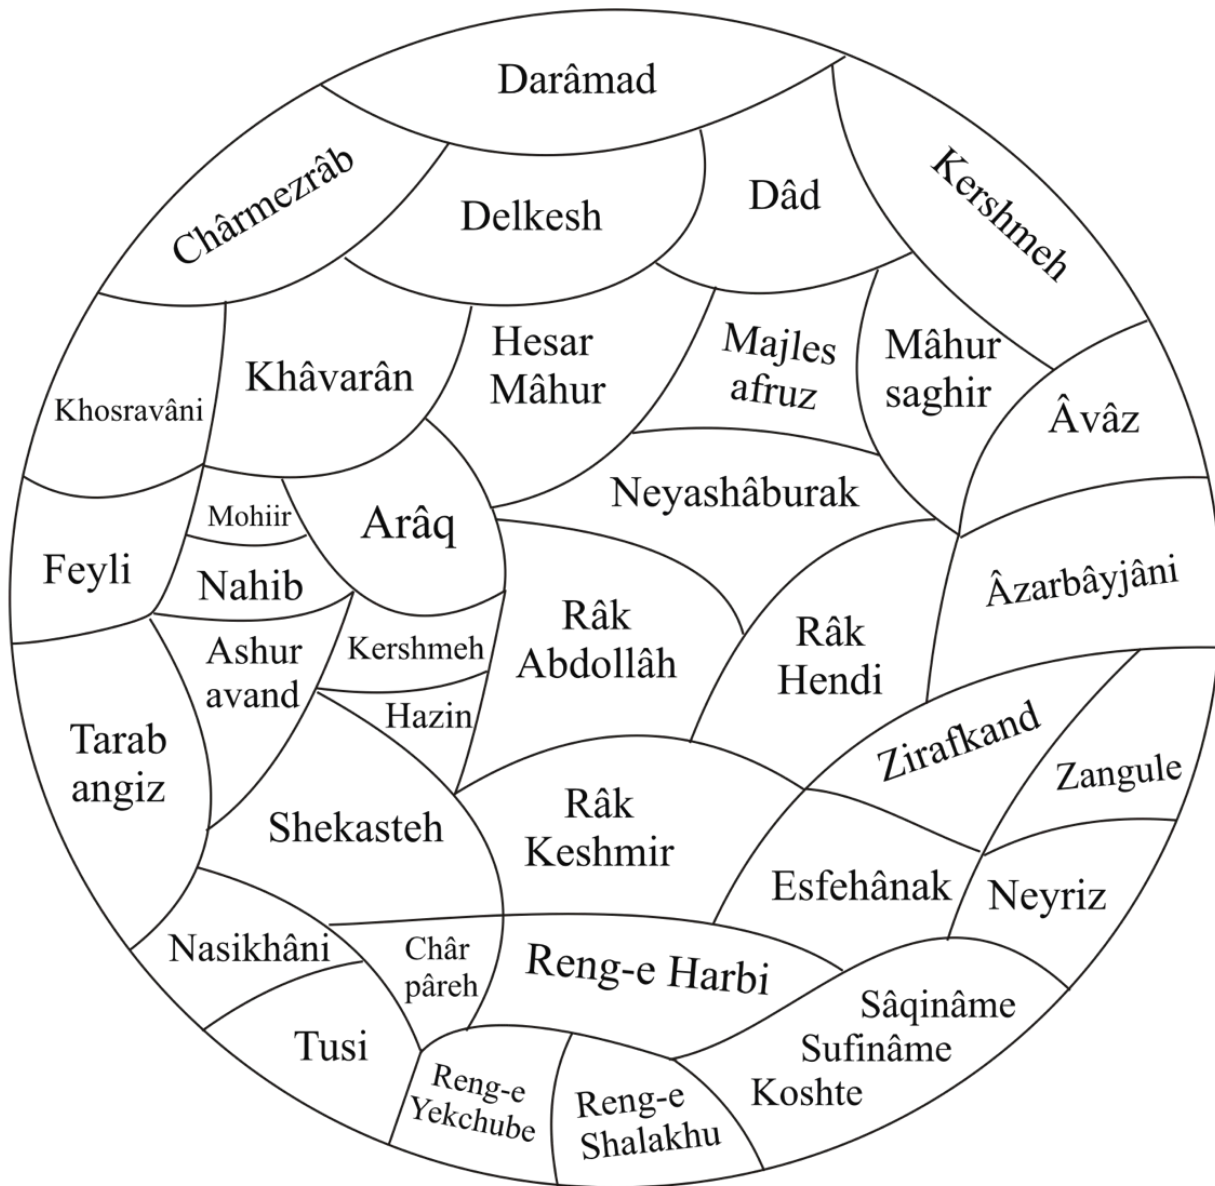 Darâmad
Chârmezrâb
Delkesh
Dâd
Kershmeh
Khosravâni
Khâvarân
Hesar
Mâhur
Majles
afruz
Mâhur
saghir
Âvâz
Feyli
Mohiir
Nahib
Arâq
Neyashâburak
Âzarbâyjâni
Tarab
angiz
Ashur
avand
Kershmeh
Hazin
Râk
Abdollâh
Râk
Hendi
Zirafkand
Zangule
Shekasteh
Râk
Keshmir
Esfehânak
Neyriz
Nasikhâni
Châr
pâreh
Reng-e Harbi
Sâqinâme
Sufinâme
Koshte
Tusi
Reng-e
Yekchube
Reng-e
Shalakhu